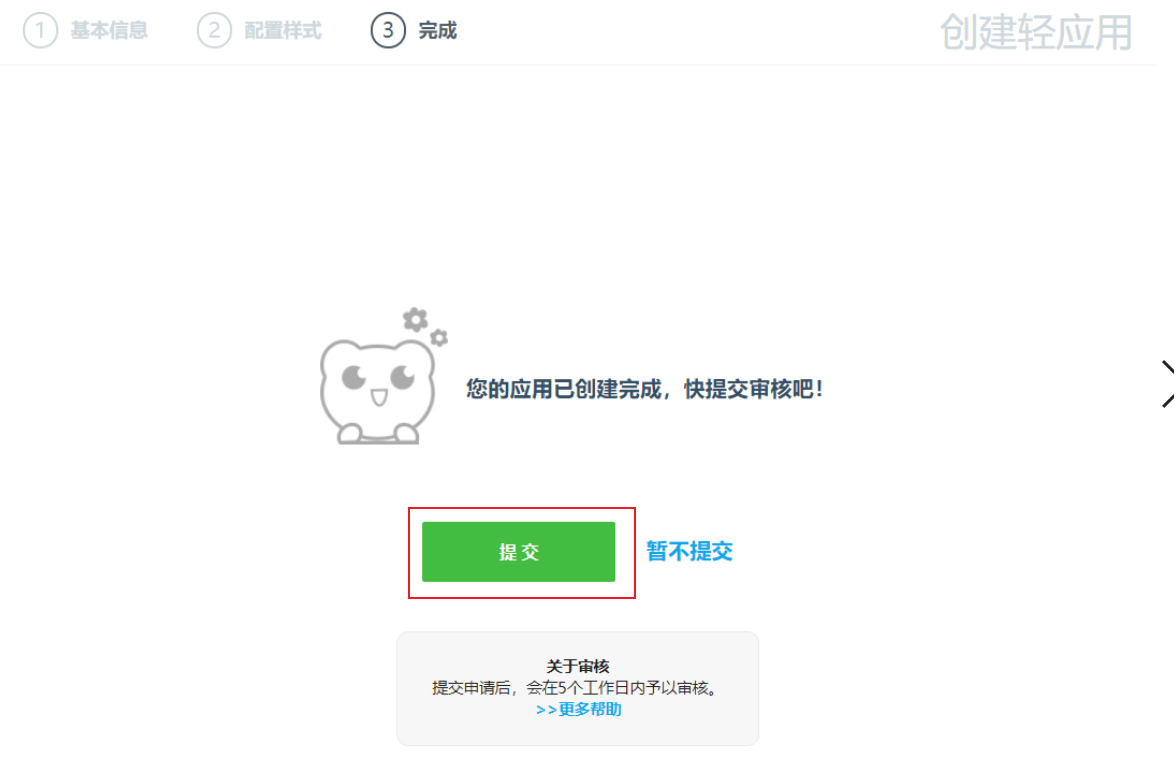 1 基本信息 2 配置样式 3 完成 创建轻应用
您的应用已创建完成，快提交审核吧！
提交 暂不提交
关于审核
提交申请后，会在5个工作日内予以审核。
>>更多帮助